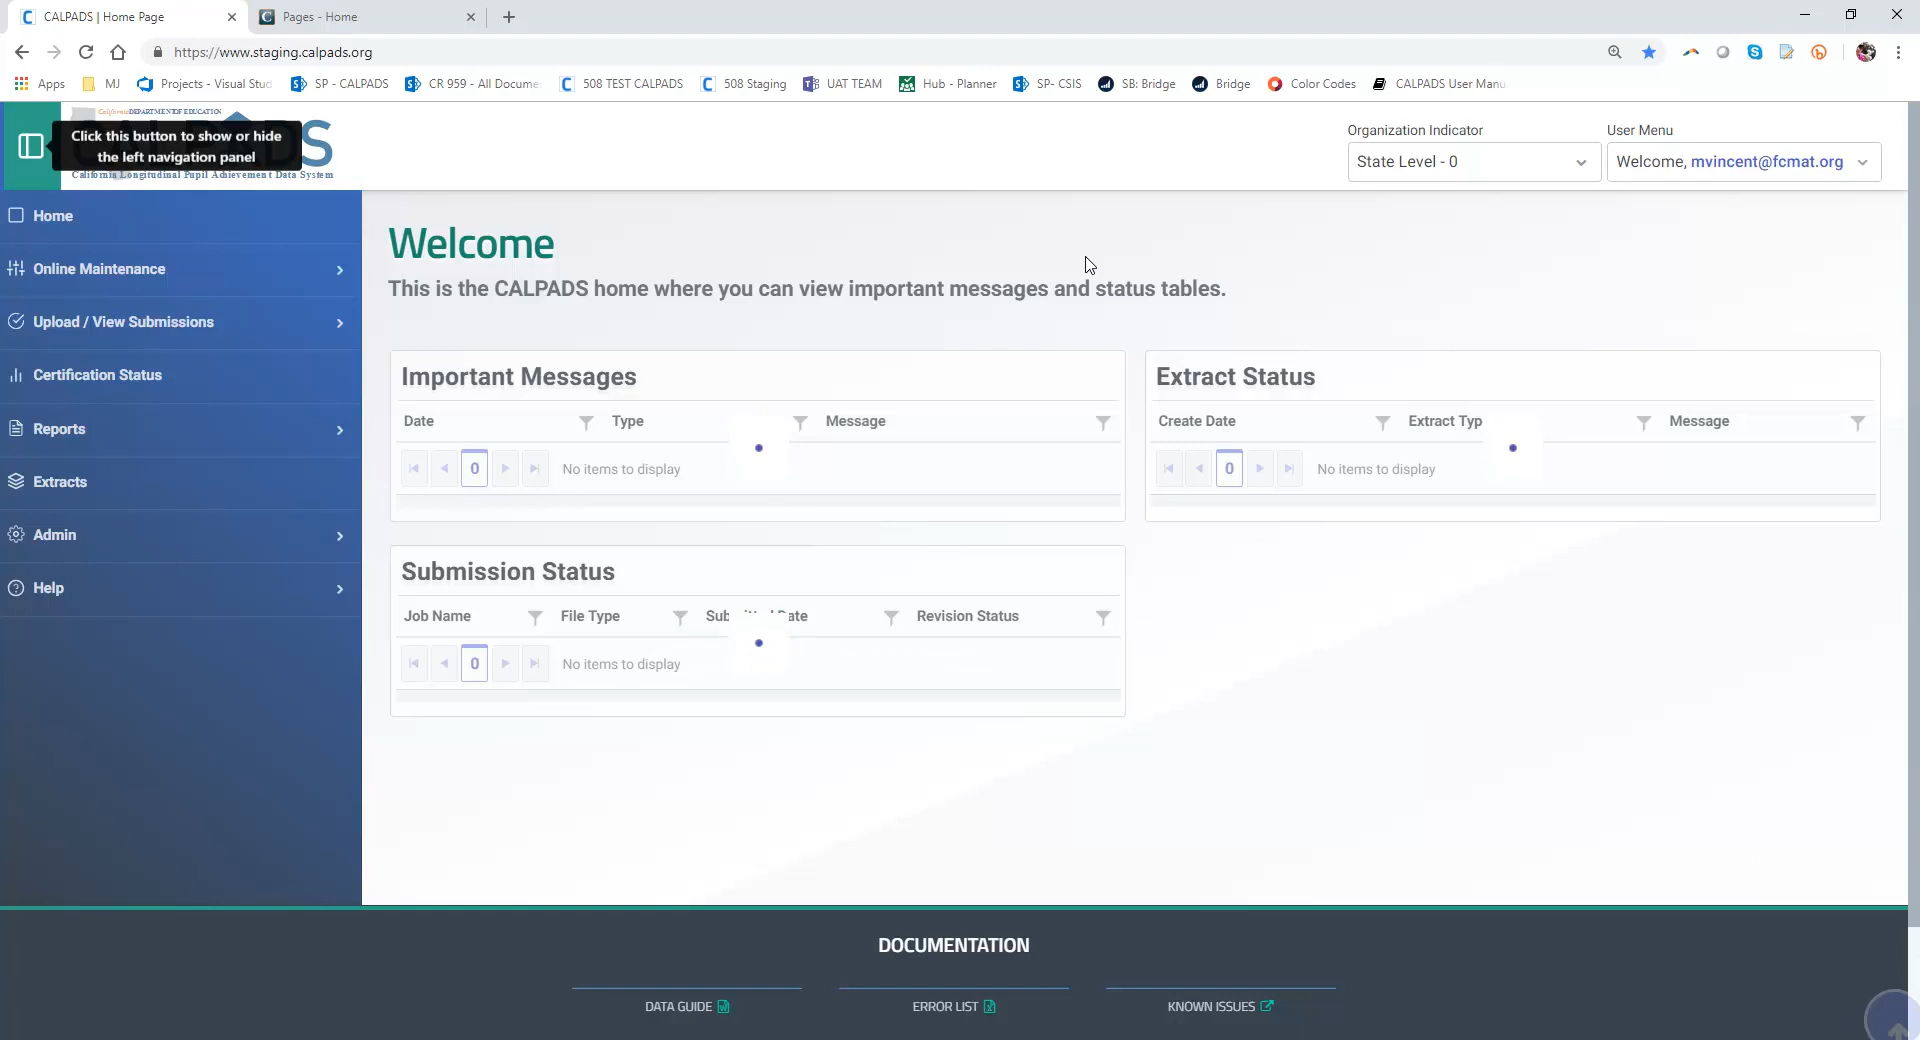 CALPADS | Home Page
Pages - Home
https://www.staging.calpads.org
Apps
MJ
Projects - Visual Stud
SP - CALPADS
CR 959 - All Docume
508 TEST CALPADS
508 Staging
UAT TEAM
Hub - Planner
SP- CSIS
SB: Bridge
Bridge
Color Codes
CALPADS User Manu
California DEPARTMENT OF EDUCATION
Click this button to show or hide
the left navigation panel
California Longitudinal Pupil Achievement Data System
Organization Indicator
State Level - 0
User Menu
Welcome, mvincent@fcmat.org
Home
Online Maintenance
Upload / View Submissions
Certification Status
Reports
Extracts
Admin
Help
Welcome
This is the CALPADS home where you can view important messages and status tables.
Important Messages
Date
Type
Message
0
No items to display
Extract Status
Create Date
Extract Typ
Message
0
No items to display
Submission Status
Job Name
File Type
Submitted Date
Revision Status
0
No items to display
DOCUMENTATION
DATA GUIDE
ERROR LIST
KNOWN ISSUES